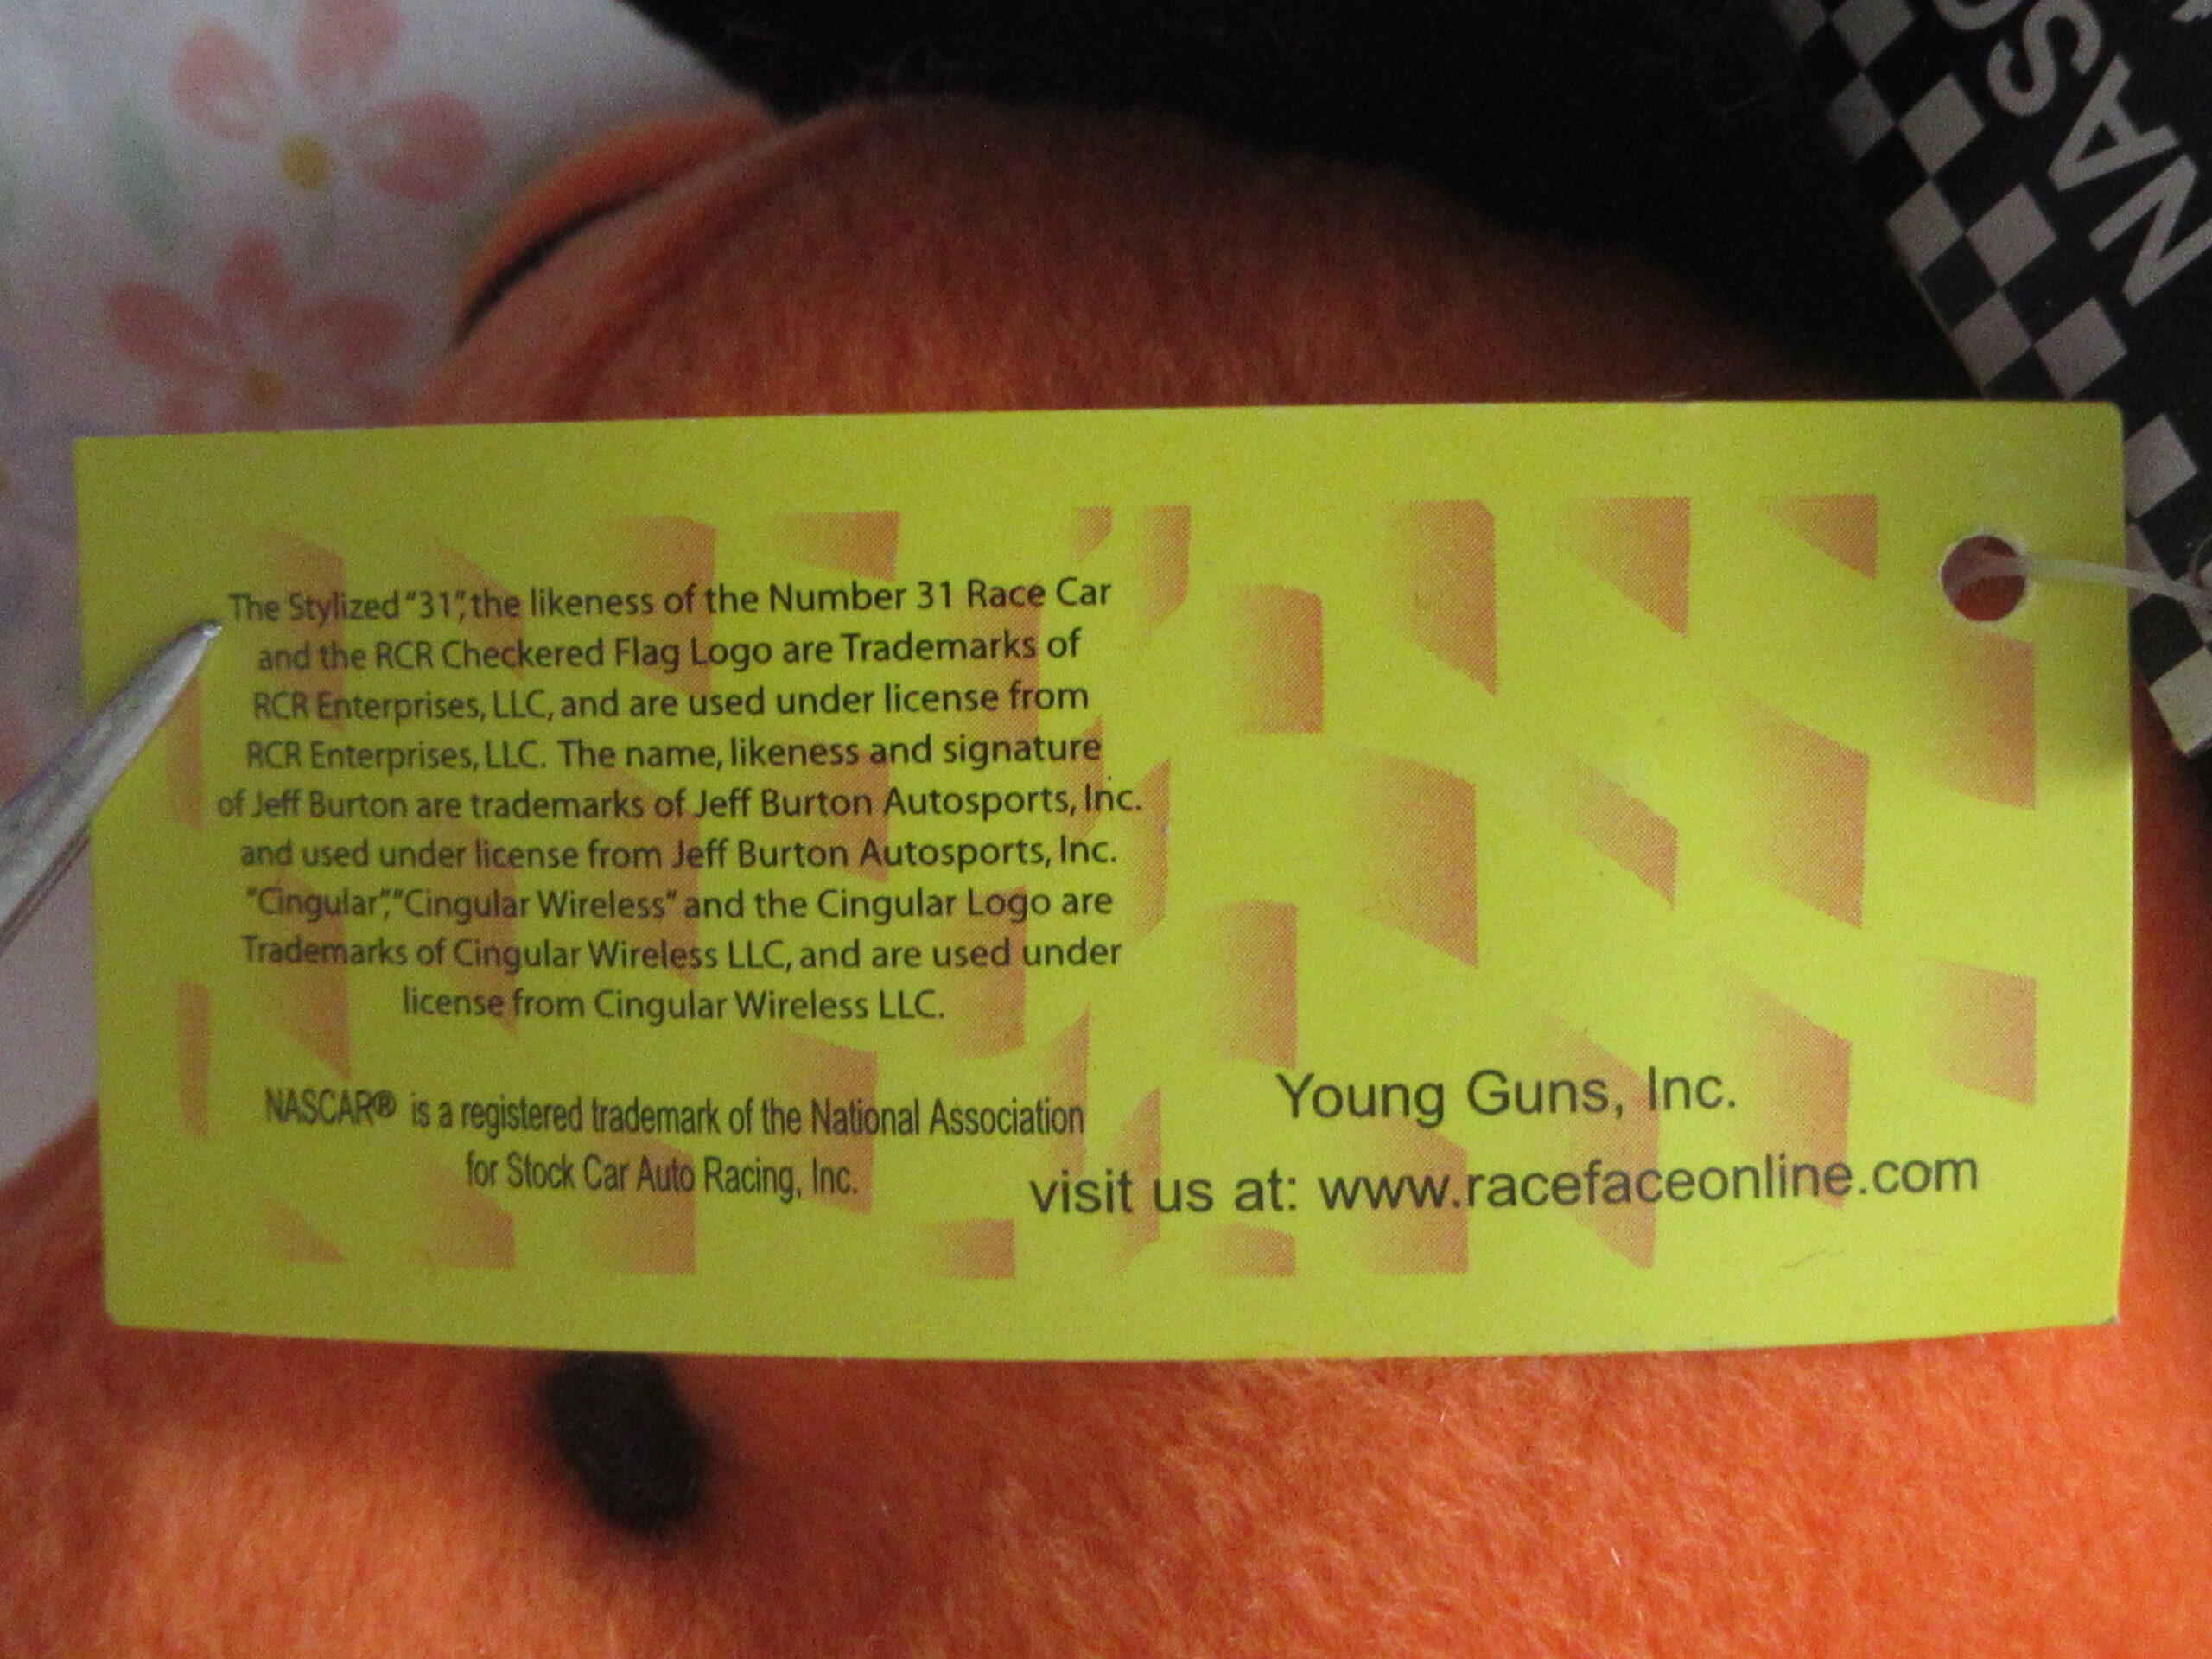 NASC
The Stylized "31", the likeness of the Number 31 Race Car
and the RCR Checkered Flag Logo are Trademarks of
RCR Enterprises, LLC, and are used under license from
RCR Enterprises, LLC. The name, likeness and signature
of Jeff Burton are trademarks of Jeff Burton Autosports, Inc.
and used under license from Jeff Burton Autosports, Inc.
"Cingular", "Cingular Wireless" and the Cingular Logo are
Trademarks of Cingular Wireless LLC, and are used under
license from Cingular Wireless LLC.
NASCAR® is a registered trademark of the National Association
for Stock Car Auto Racing, Inc.
Young Guns, Inc.
visit us at: www.racefaceonline.com